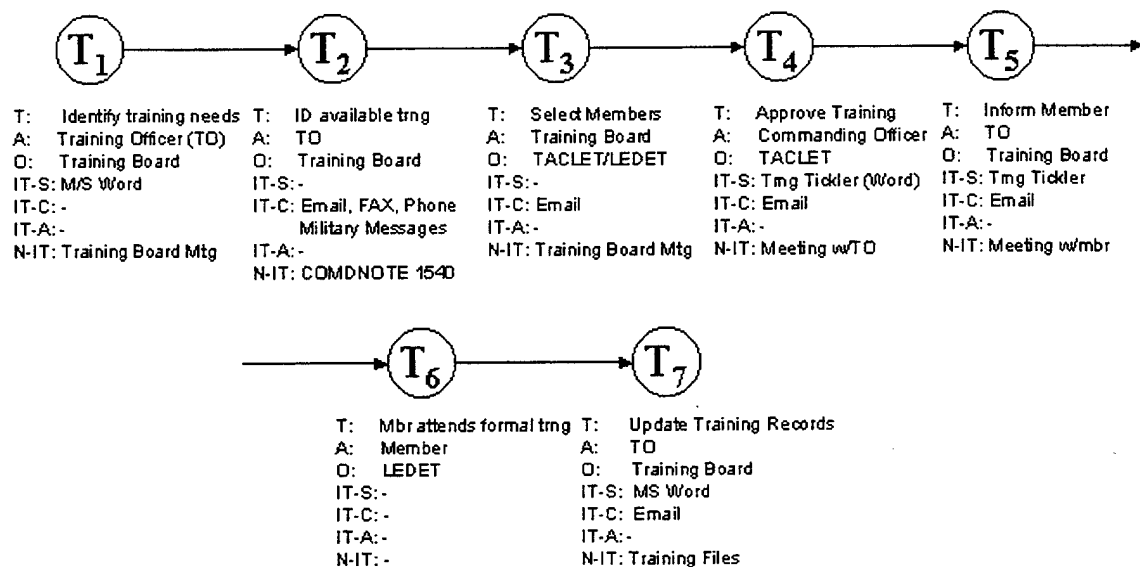 T1
T2
T3
T4
T5
T: Identify training needs
A: Training Officer (TO)
O: Training Board
IT-S: M/S Word
IT-C: -
IT-A:-
N-IT: Training Board Mtg
T: ID available trng
A: TO
O: Training Board
IT-S:-
IT-C: Email, FAX, Phone
Military Messages
IT-A:-
N-IT: COMDNOTE 1540
T: Select Members
A: Training Board
O: TACLET/LEDET
IT-S:-
IT-C: Email
IT-A:-
N-IT: Training Board Mtg
T: Approve Training
A: Commanding Officer
O: TACLET
IT-S: Trng Tickler (Word)
IT-C: Email
IT-A:-
N-IT: Meeting w/TO
T: Inform Member
A: TO
O: Training Board
IT-S: Trng Tickler
IT-C: Email
IT-A:-
N-IT: Meeting w/mbr
T6
T7
T: Mbr attends formal trng
A: Member
O: LEDET
IT-S:-
IT-C:-
IT-A:-
N-IT: -
T: Update Training Records
A: TO
O: Training Board
IT-S: MS Word
IT-C: Email
IT-A:-
N-IT: Training Files